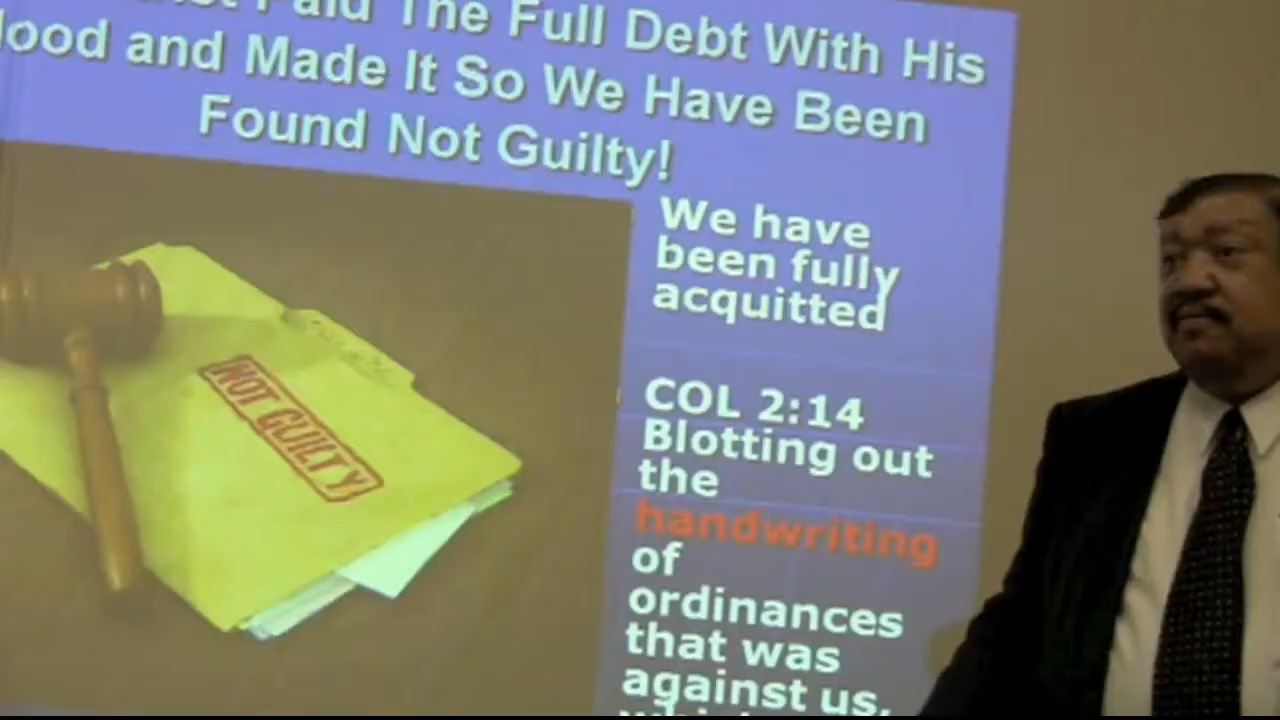 Paid The Full Debt With His
and Made It So We Have Been
Found Not Guilty!
We have
been fully
acquitted
NOT GUILTY
COL 2:14
Blotting out
the
handwriting
of
ordinances
that was
against us,